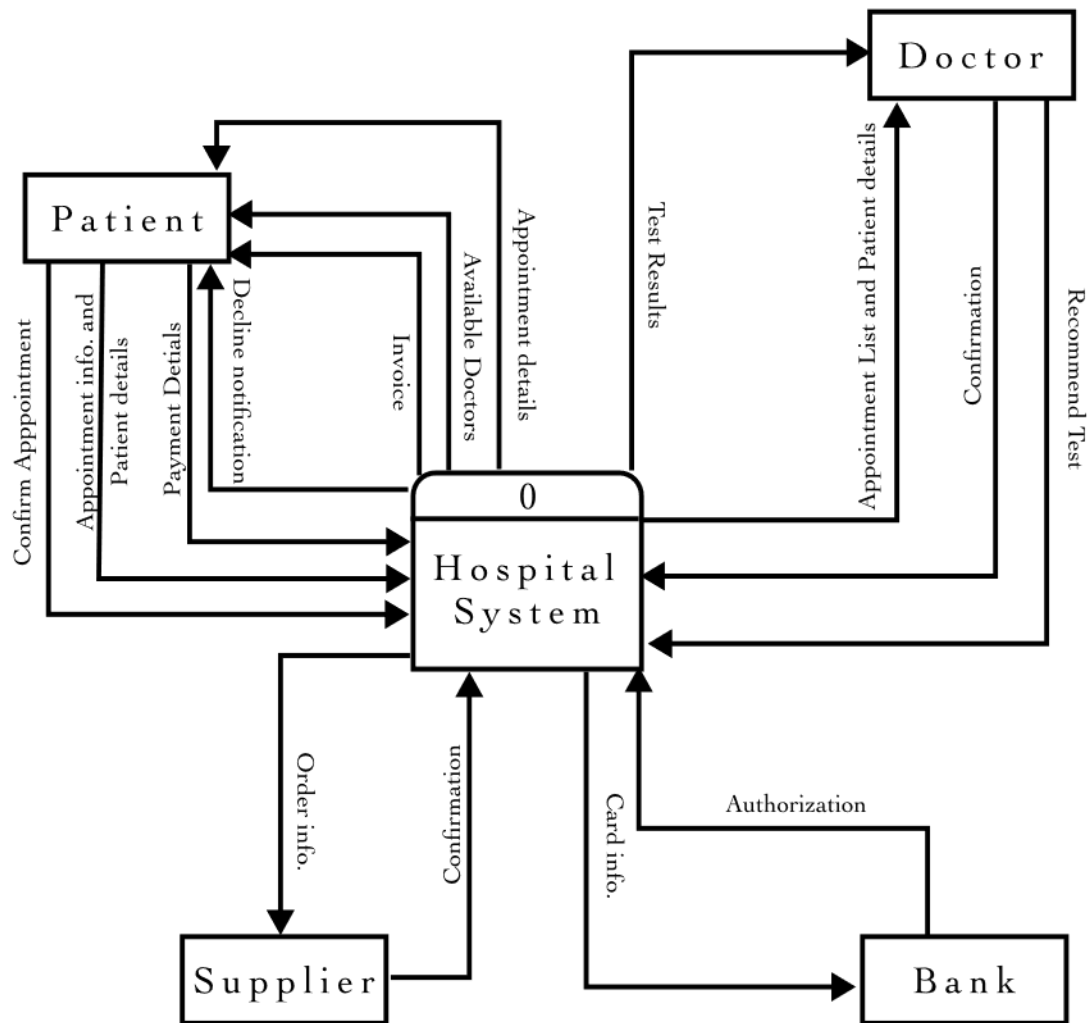 Doctor
Patient
Confirm Apppointment
Appointment info. and
Patient details
Payment Detials
Decline notification
Invoice
Available Doctors
Appointment details
Test Results
Appointment List and Patient details
Confirmation
Recommend Test
0
Hospital
System
Order info.
Confirmation
Card info.
Authorization
Supplier
Bank